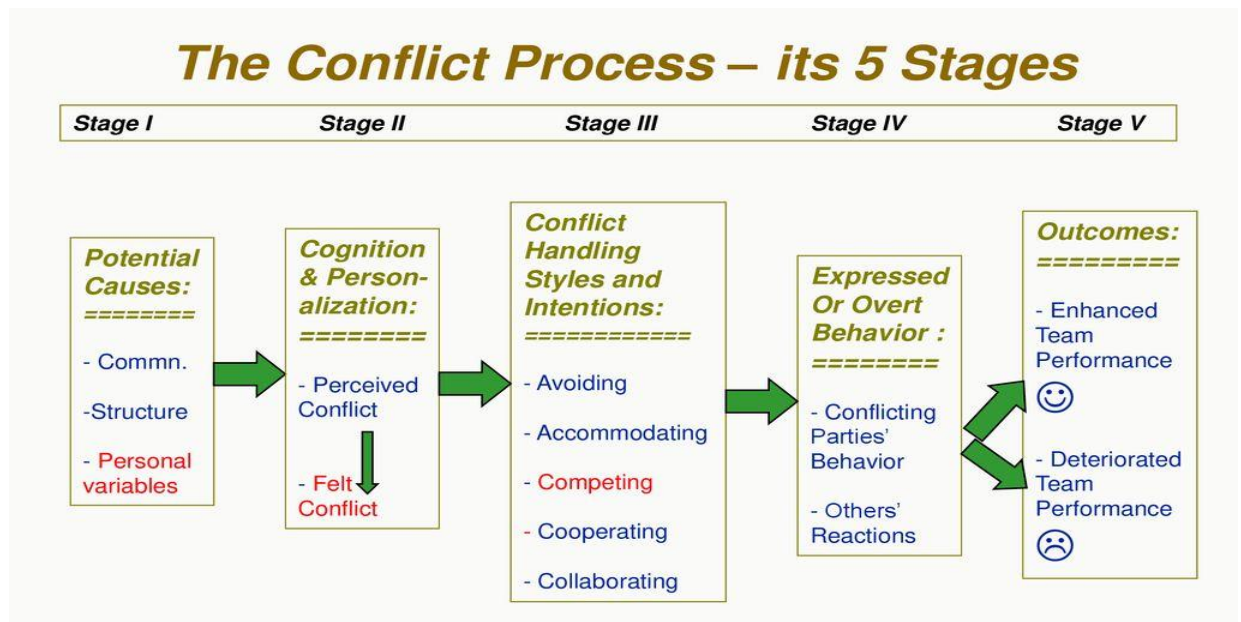 The Conflict Process – its 5 Stages
Stage I Stage II Stage III Stage IV Stage V
Potential
Causes:
========
- Commn.
-Structure
- Personal
variables
Cognition
& Person-
alization:
========
- Perceived
Conflict
- Felt
Conflict
Conflict
Handling
Styles and
Intentions:
============
- Avoiding
- Accommodating
- Competing
- Cooperating
- Collaborating
Expressed
Or Overt
Behavior :
========
- Conflicting
Parties’
Behavior
- Others’
Reactions
Outcomes:
=========
- Enhanced
Team
Performance
- Deteriorated
Team
Performance